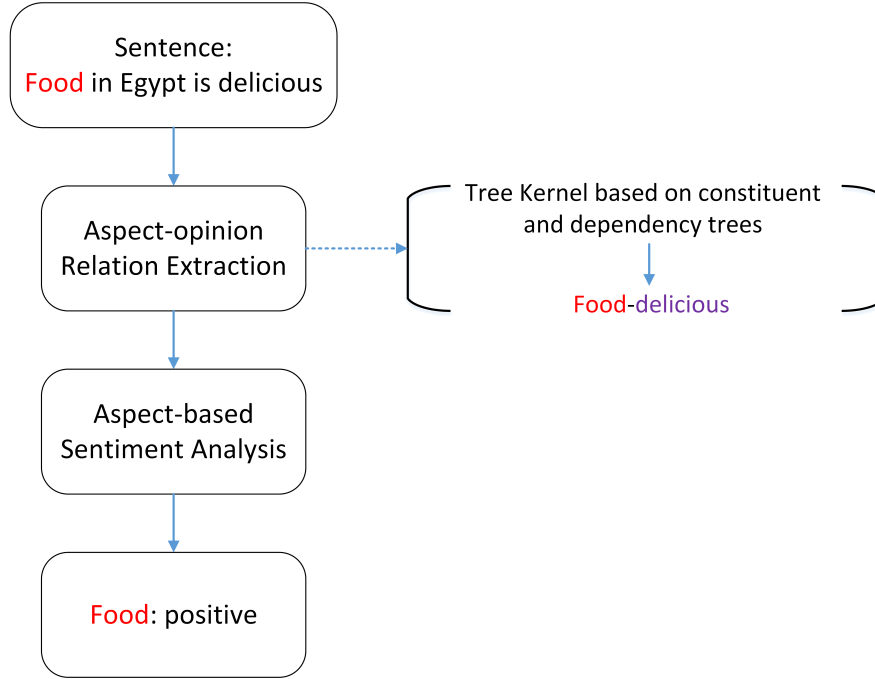 Sentence:
Food in Egypt is delicious
Aspect-opinion
Relation Extraction
Tree Kernel based on constituent
and dependency trees
Food-delicious
Aspect-based
Sentiment Analysis
Food: positive